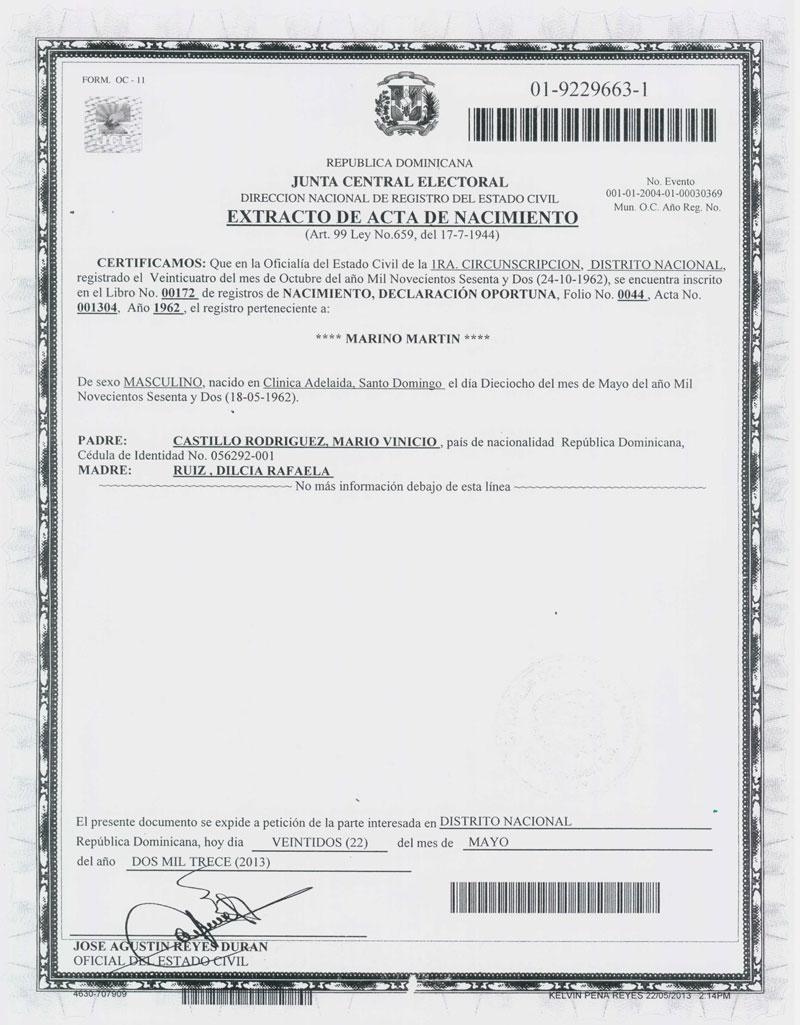 FORM. OC - 11
JCE
01-9229663-1
REPUBLICA DOMINICANA
JUNTA CENTRAL ELECTORAL
DIRECCION NACIONAL DE REGISTRO DEL ESTADO CIVIL
EXTRACTO DE ACTA DE NACIMIENTO
(Art. 99 Ley No.659, del 17-7-1944)
No. Evento
001-01-2004-01-00030369
Mun. O.C. Año Reg. No.
CERTIFICAMOS: Que en la Oficialía del Estado Civil de la 1RA. CIRCUNSCRIPCION, DISTRITO NACIONAL,
registrado el Veinticuatro del mes de Octubre del año Mil Novecientos Sesenta y Dos (24-10-1962), se encuentra inscrito
en el Libro No. 00172 de registros de NACIMIENTO, DECLARACIÓN OPORTUNA, Folio No. 0044, Acta No.
001304, Año 1962, el registro perteneciente a:
**** MARINO MARTIN ****
De sexo MASCULINO, nacido en Clinica Adelaida, Santo Domingo el día Dieciocho del mes de Mayo del año Mil
Novecientos Sesenta y Dos (18-05-1962).
PADRE: CASTILLO RODRIGUEZ, MARIO VINICIO, país de nacionalidad República Dominicana,
Cédula de Identidad No. 056292-001
MADRE: RUIZ , DILCIA RAFAELA
No más información debajo de esta línea
El presente documento se expide a petición de la parte interesada en DISTRITO NACIONAL
República Dominicana, hoy dia VEINTIDOS (22) del mes de MAYO
del año DOS MIL TRECE (2013)
JOSE AGUSTIN REYES DURAN
OFICIAL DEL ESTADO CIVIL
4630-707909
KELVIN PENA REYES 22/05/2013 2:14PM